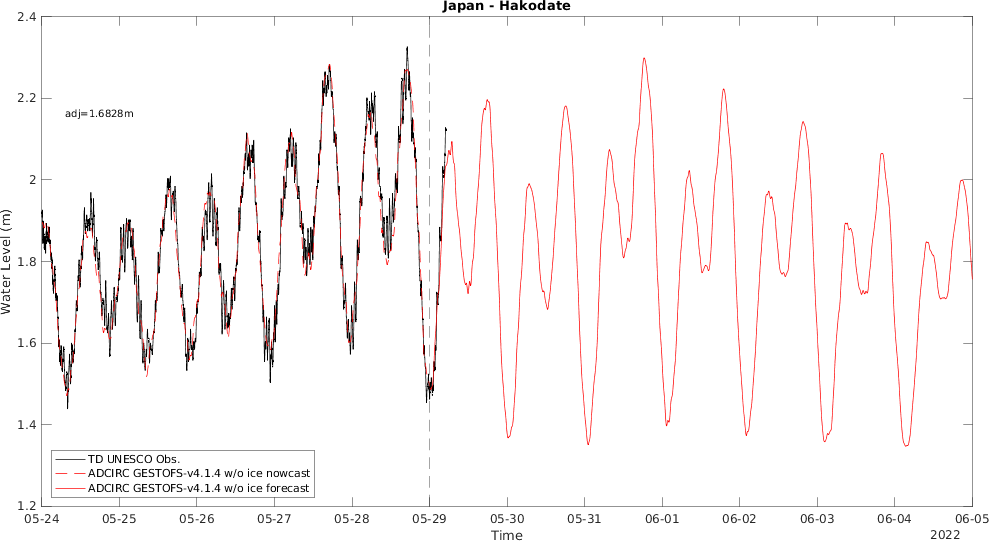 Japan - Hakodate
2.4
2.2
2
1.8
1.6
1.4
1.2
Water Level (m)
adj=1.6828m
TD UNESCO Obs.
ADCIRC GESTOFS-v4.1.4 w/o ice nowcast
ADCIRC GESTOFS-v4.1.4 w/o ice forecast
05-24 05-25 05-26 05-27 05-28 05-29 05-30 05-31 06-01 06-02 06-03 06-04 06-05
Time
2022